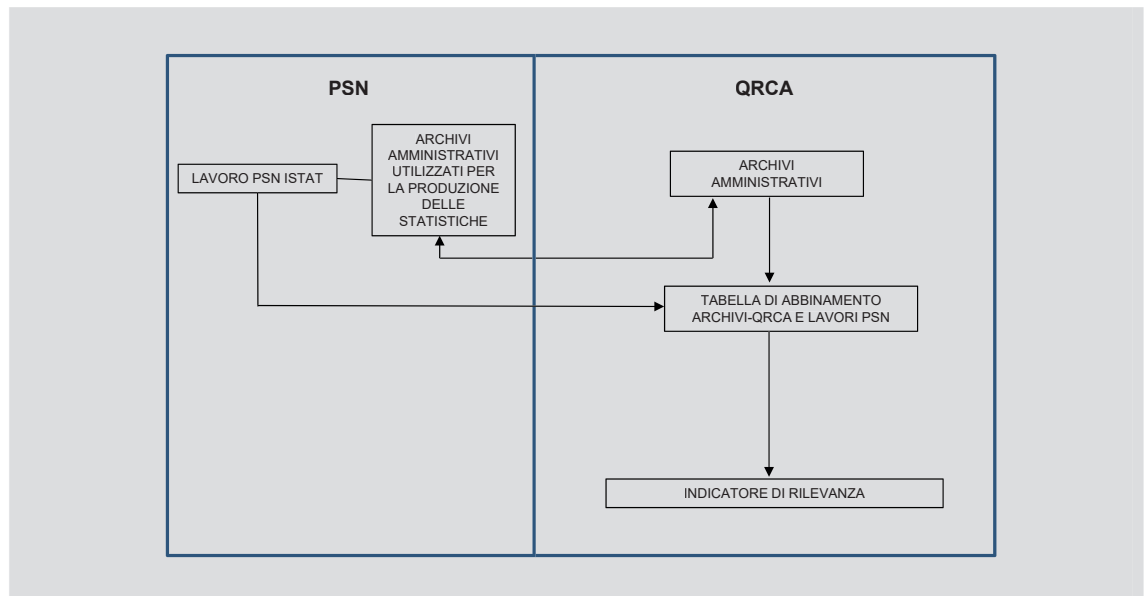 PSN
QRCA
LAVORO PSN ISTAT
ARCHIVI
AMMINISTRATIVI
UTILIZZATI PER
LA PRODUZIONE
DELLE
STATISTICHE
ARCHIVI
AMMINISTRATIVI
TABELLA DI ABBINAMENTO
ARCHIVI-QRCA E LAVORI PSN
INDICATORE DI RILEVANZA